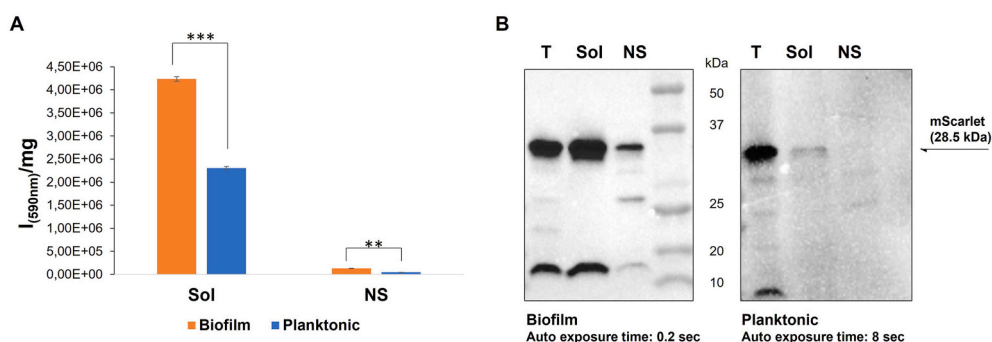 A
***
4,50E+06
4,00E+06
3,50E+06
3,00E+06
2,50E+06
2,00E+06
1,50E+06
1,00E+06
5,00E+05
0,00E+00
I(590nm)/mg
**
Sol NS
Biofilm Planktonic
B
T Sol NS
kDa
50
37
25
20
10
Biofilm
Auto exposure time: 0.2 sec
T Sol NS
mScarlet
(28.5 kDa)
Planktonic
Auto exposure time: 8 sec